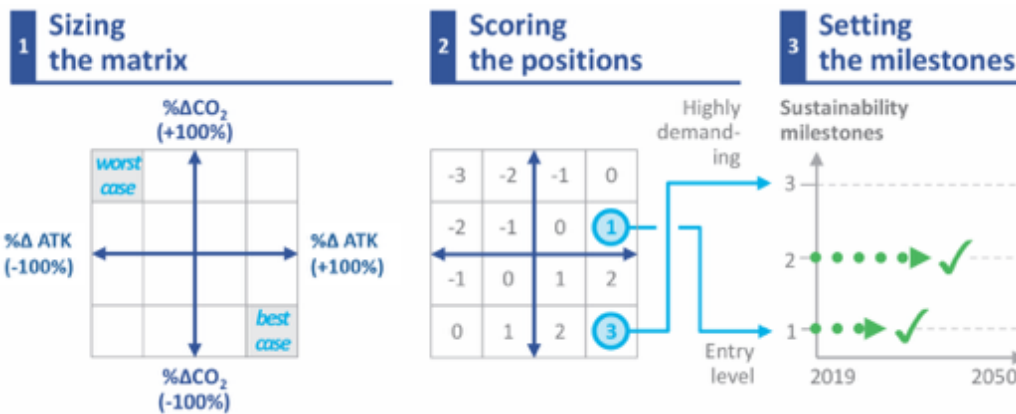 1
Sizing
the matrix
%ΔCO₂
(+100%)
worst
case
%Δ ATK
(-100%)
%Δ ATK
(+100%)
best
case
%ΔCO₂
(-100%)
2
Scoring
the positions
Highly
demand-
ing
-3 -2 -1 0
-2 -1 0 1
-1 0 1 2
0 1 2 3
Entry
level
3
Setting
the milestones
Sustainability
milestones
3
2
1
2019 2050